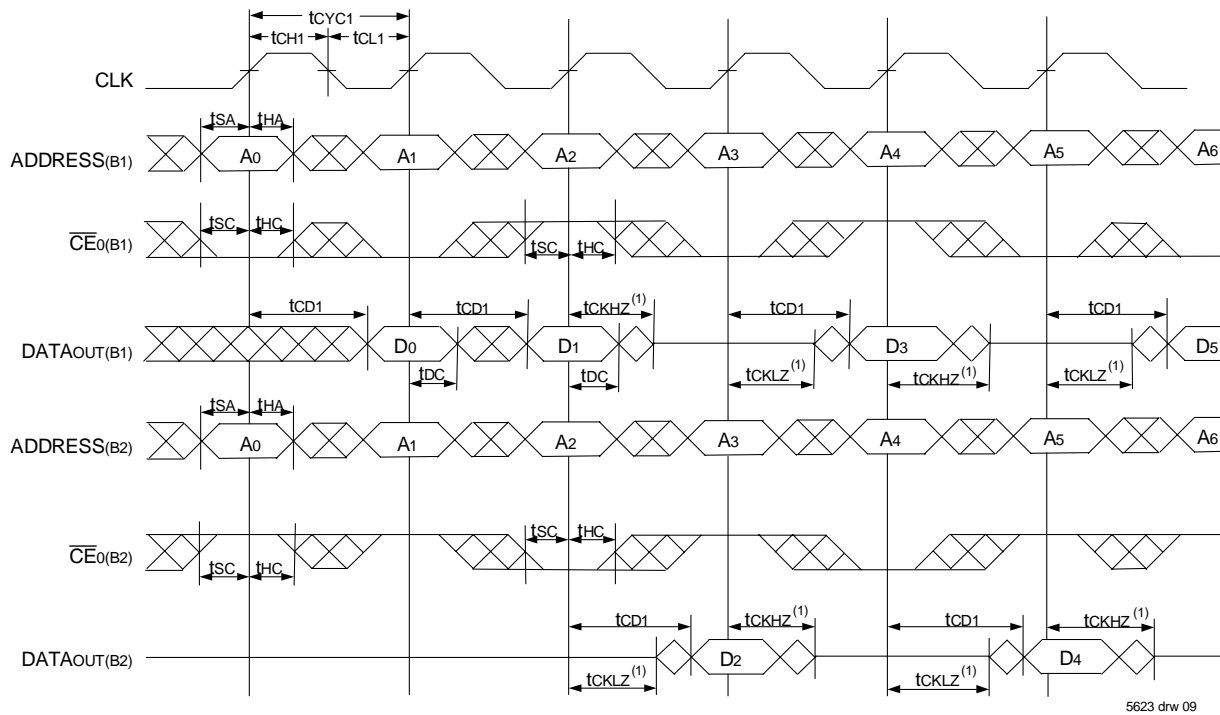 tCYC1
tCH1 tCL1
CLK
tSA tHA
ADDRESS(B1) A0 A1 A2 A3 A4 A5 A6
tSC tHC
CE0(B1)
tSC tHC
tCD1 tCD1 tCKHZ(1) tCD1 tCD1
DATAOUT(B1) D0 D1 D3 D5
tDC tDC tCKLZ(1) tCKHZ(1) tCKLZ(1)
tSA tHA
ADDRESS(B2) A0 A1 A2 A3 A4 A5 A6
tSC tHC
CE0(B2)
tSC tHC
tCD1 tCKHZ(1) tCD1 tCKHZ(1)
DATAOUT(B2) D2 D4
tCKLZ(1) tCKLZ(1)
5623 drw 09